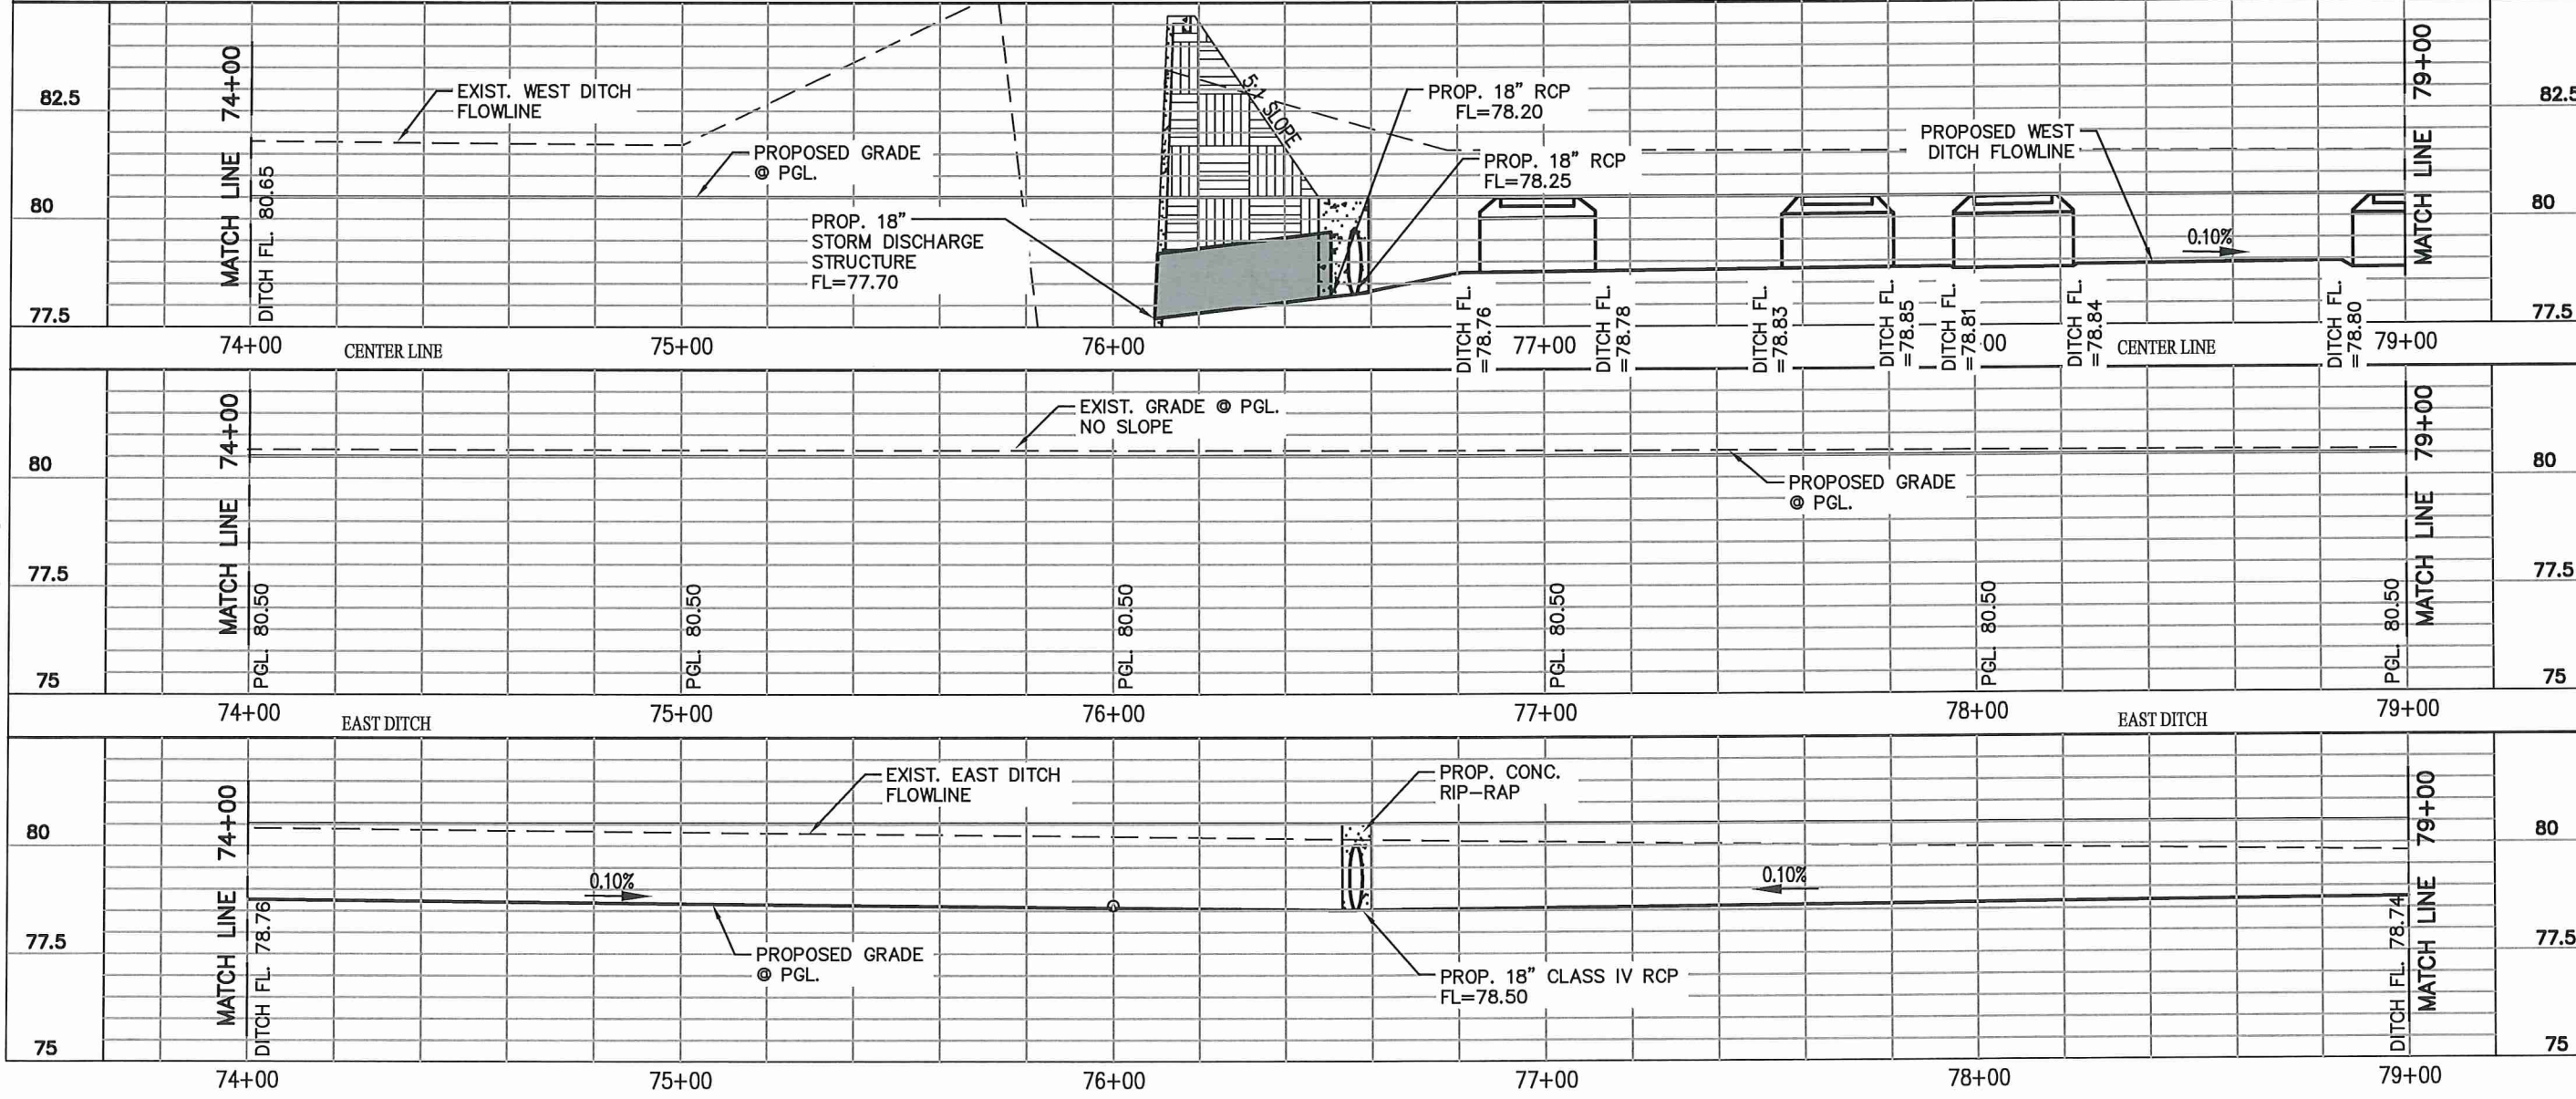 82.5
80
77.5
MATCH LINE 74+00
DITCH FL. 80.65
EXIST. WEST DITCH
FLOWLINE
PROPOSED GRADE
@ PGL.
PROP. 18"
STORM DISCHARGE
STRUCTURE
FL=77.70
5:1 SLOPE
PROP. 18" RCP
FL=78.20
PROP. 18" RCP
FL=78.25
PROPOSED WEST
DITCH FLOWLINE
0.10%
DITCH FL.
=78.76
DITCH FL.
=78.78
DITCH FL.
=78.83
DITCH FL.
=78.85
DITCH FL.
=78.81
DITCH FL.
=78.84
DITCH FL.
=78.80
MATCH LINE 79+00
82.5
80
77.5
74+00
CENTER LINE
75+00
76+00
77+00
00
CENTER LINE
79+00
80
77.5
75
MATCH LINE 74+00
PGL. 80.50
EXIST. GRADE @ PGL.
NO SLOPE
PGL. 80.50
PGL. 80.50
PGL. 80.50
PROPOSED GRADE
@ PGL.
PGL. 80.50
PGL. 80.50
MATCH LINE 79+00
80
77.5
75
74+00
EAST DITCH
75+00
76+00
77+00
78+00
EAST DITCH
79+00
80
77.5
75
MATCH LINE 74+00
DITCH FL. 78.76
EXIST. EAST DITCH
FLOWLINE
0.10%
PROPOSED GRADE
@ PGL.
PROP. CONC.
RIP-RAP
PROP. 18" CLASS IV RCP
FL=78.50
0.10%
DITCH FL. 78.74
MATCH LINE 79+00
80
77.5
75
74+00
75+00
76+00
77+00
78+00
79+00